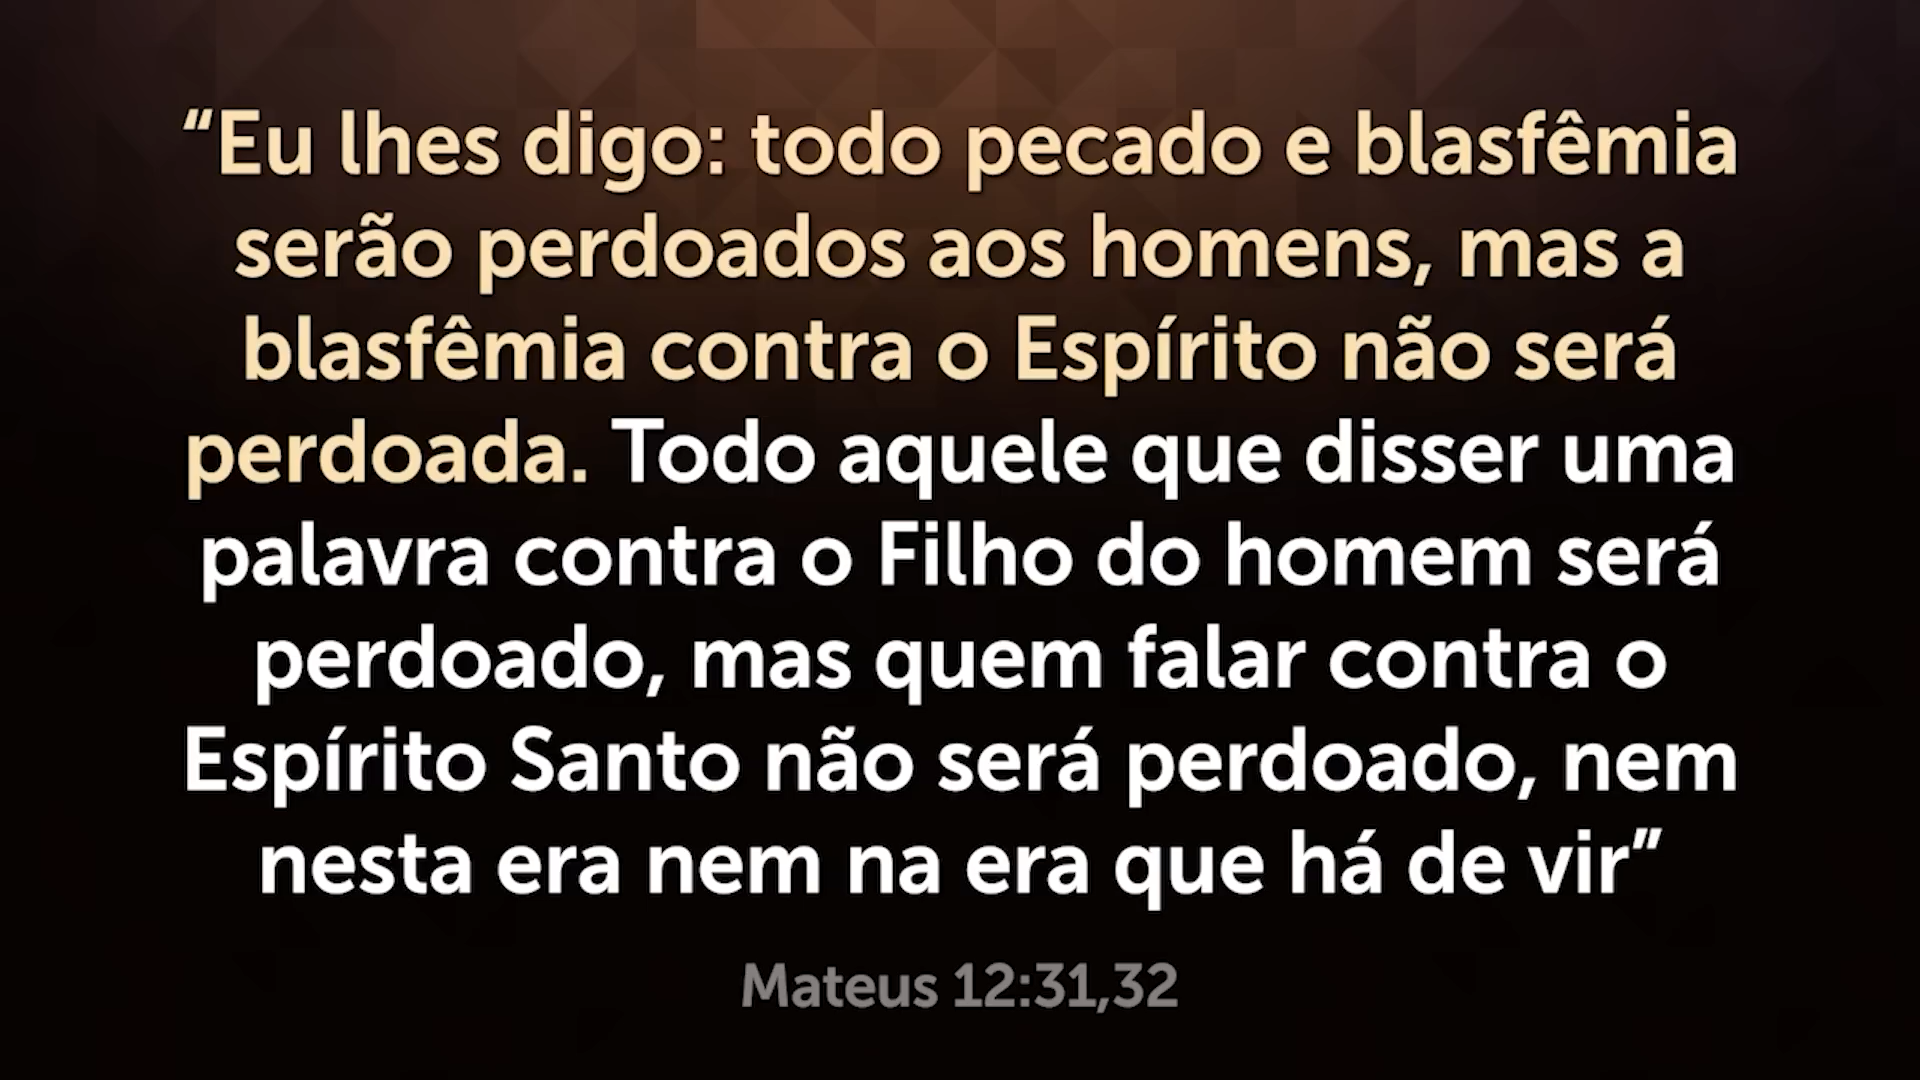 “Eu lhes digo: todo pecado e blasfêmia
serão perdoados aos homens, mas a
blasfêmia contra o Espírito não será
perdoada. Todo aquele que disser uma
palavra contra o Filho do homem será
perdoado, mas quem falar contra o
Espírito Santo não será perdoado, nem
nesta era nem na era que há de vir”
Mateus 12:31,32